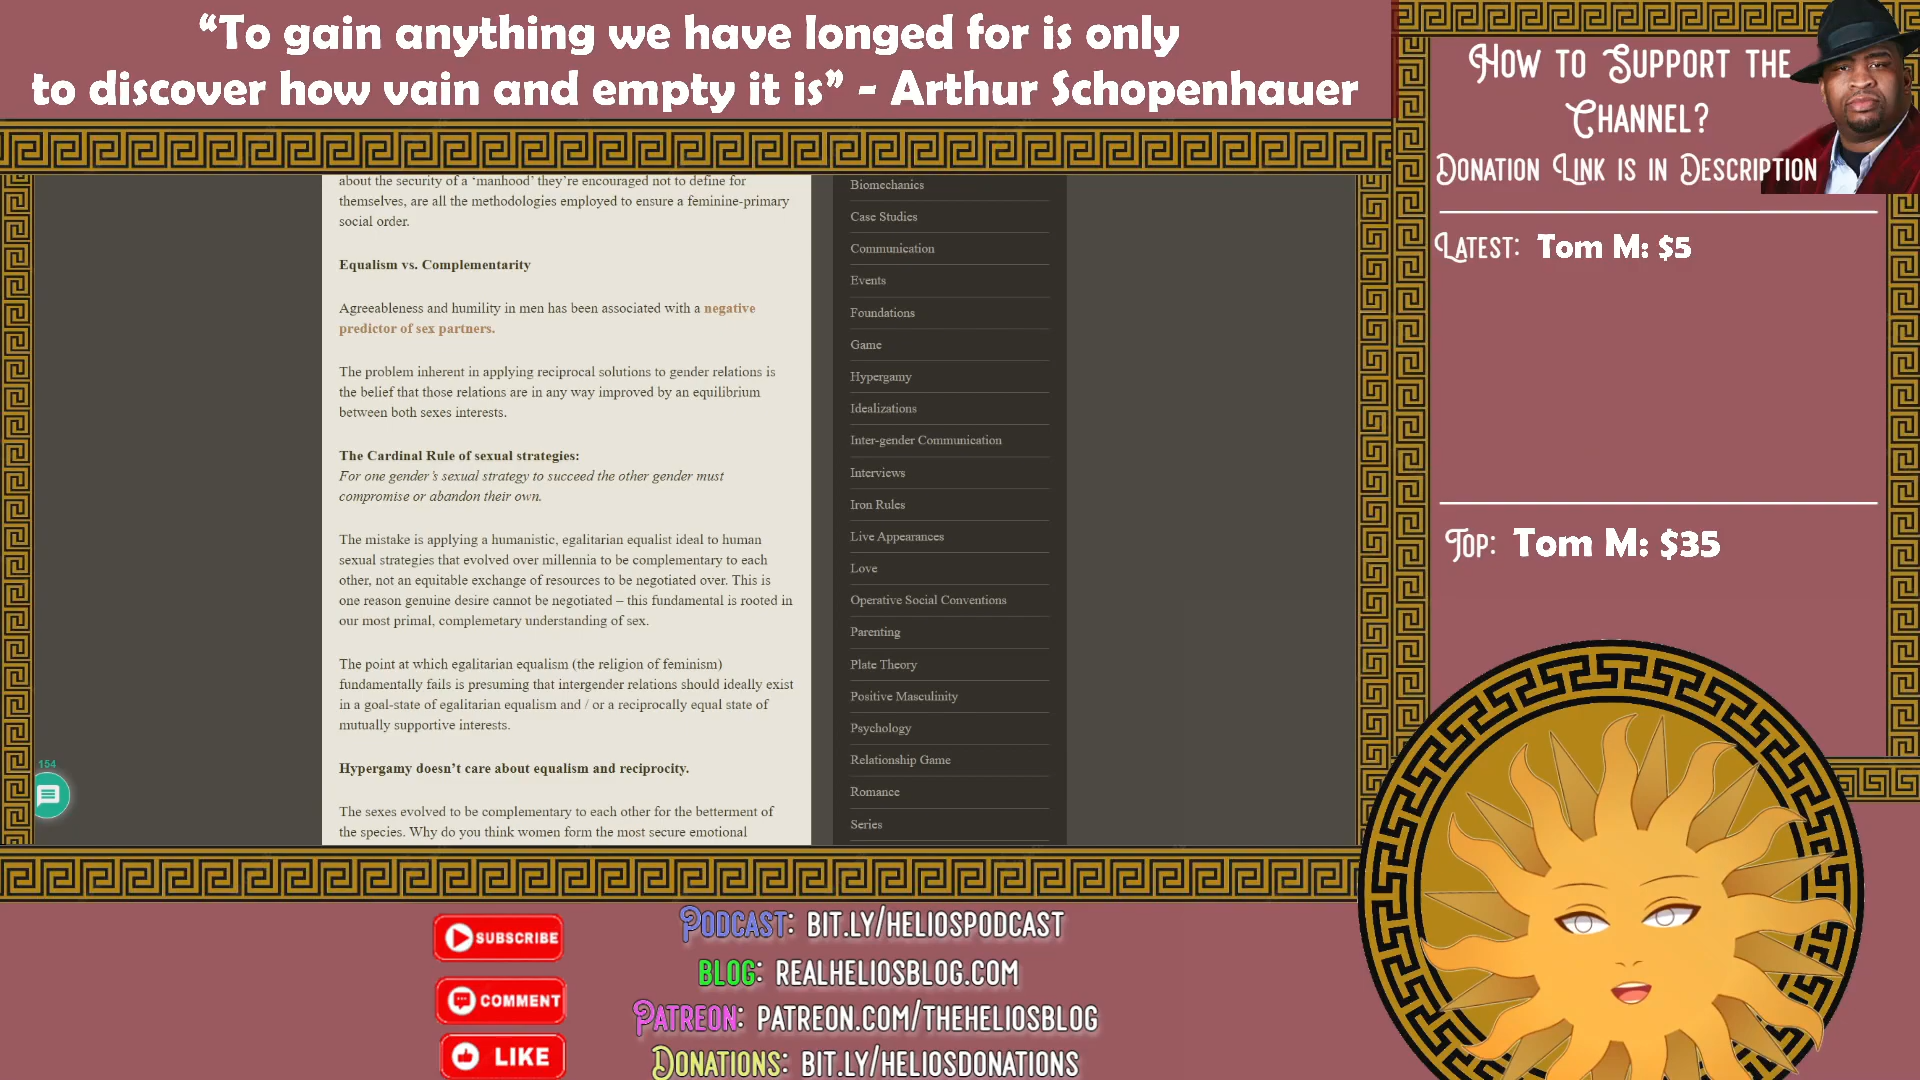 “To gain anything we have longed for is only
to discover how vain and empty it is” - Arthur Schopenhauer
How to Support the
Channel?
Donation Link is in Description
Latest: Tom M: $5
Top: Tom M: $35
about the security of a ‘manhood’ they’re encouraged not to define for
themselves, are all the methodologies employed to ensure a feminine-primary
social order.
Equalism vs. Complementarity
Agreeableness and humility in men has been associated with a negative
predictor of sex partners.
The problem inherent in applying reciprocal solutions to gender relations is
the belief that those relations are in any way improved by an equilibrium
between both sexes interests.
The Cardinal Rule of sexual strategies:
For one gender’s sexual strategy to succeed the other gender must
compromise or abandon their own.
The mistake is applying a humanistic, egalitarian equalist ideal to human
sexual strategies that evolved over millennia to be complementary to each
other, not an equitable exchange of resources to be negotiated over. This is
one reason genuine desire cannot be negotiated – this fundamental is rooted in
our most primal, complemetary understanding of sex.
The point at which egalitarian equalism (the religion of feminism)
fundamentally fails is presuming that intergender relations should ideally exist
in a goal-state of egalitarian equalism and / or a reciprocally equal state of
mutually supportive interests.
Hypergamy doesn’t care about equalism and reciprocity.
The sexes evolved to be complementary to each other for the betterment of
the species. Why do you think women form the most secure emotional
Biomechanics
Case Studies
Communication
Events
Foundations
Game
Hypergamy
Idealizations
Inter-gender Communication
Interviews
Iron Rules
Live Appearances
Love
Operative Social Conventions
Parenting
Plate Theory
Positive Masculinity
Psychology
Relationship Game
Romance
Series
154
SUBSCRIBE
COMMENT
LIKE
Podcast: bit.ly/heliospodcast
Blog: realheliosblog.com
Patreon: patreon.com/theheliosblog
Donations: bit.ly/heliosdonations